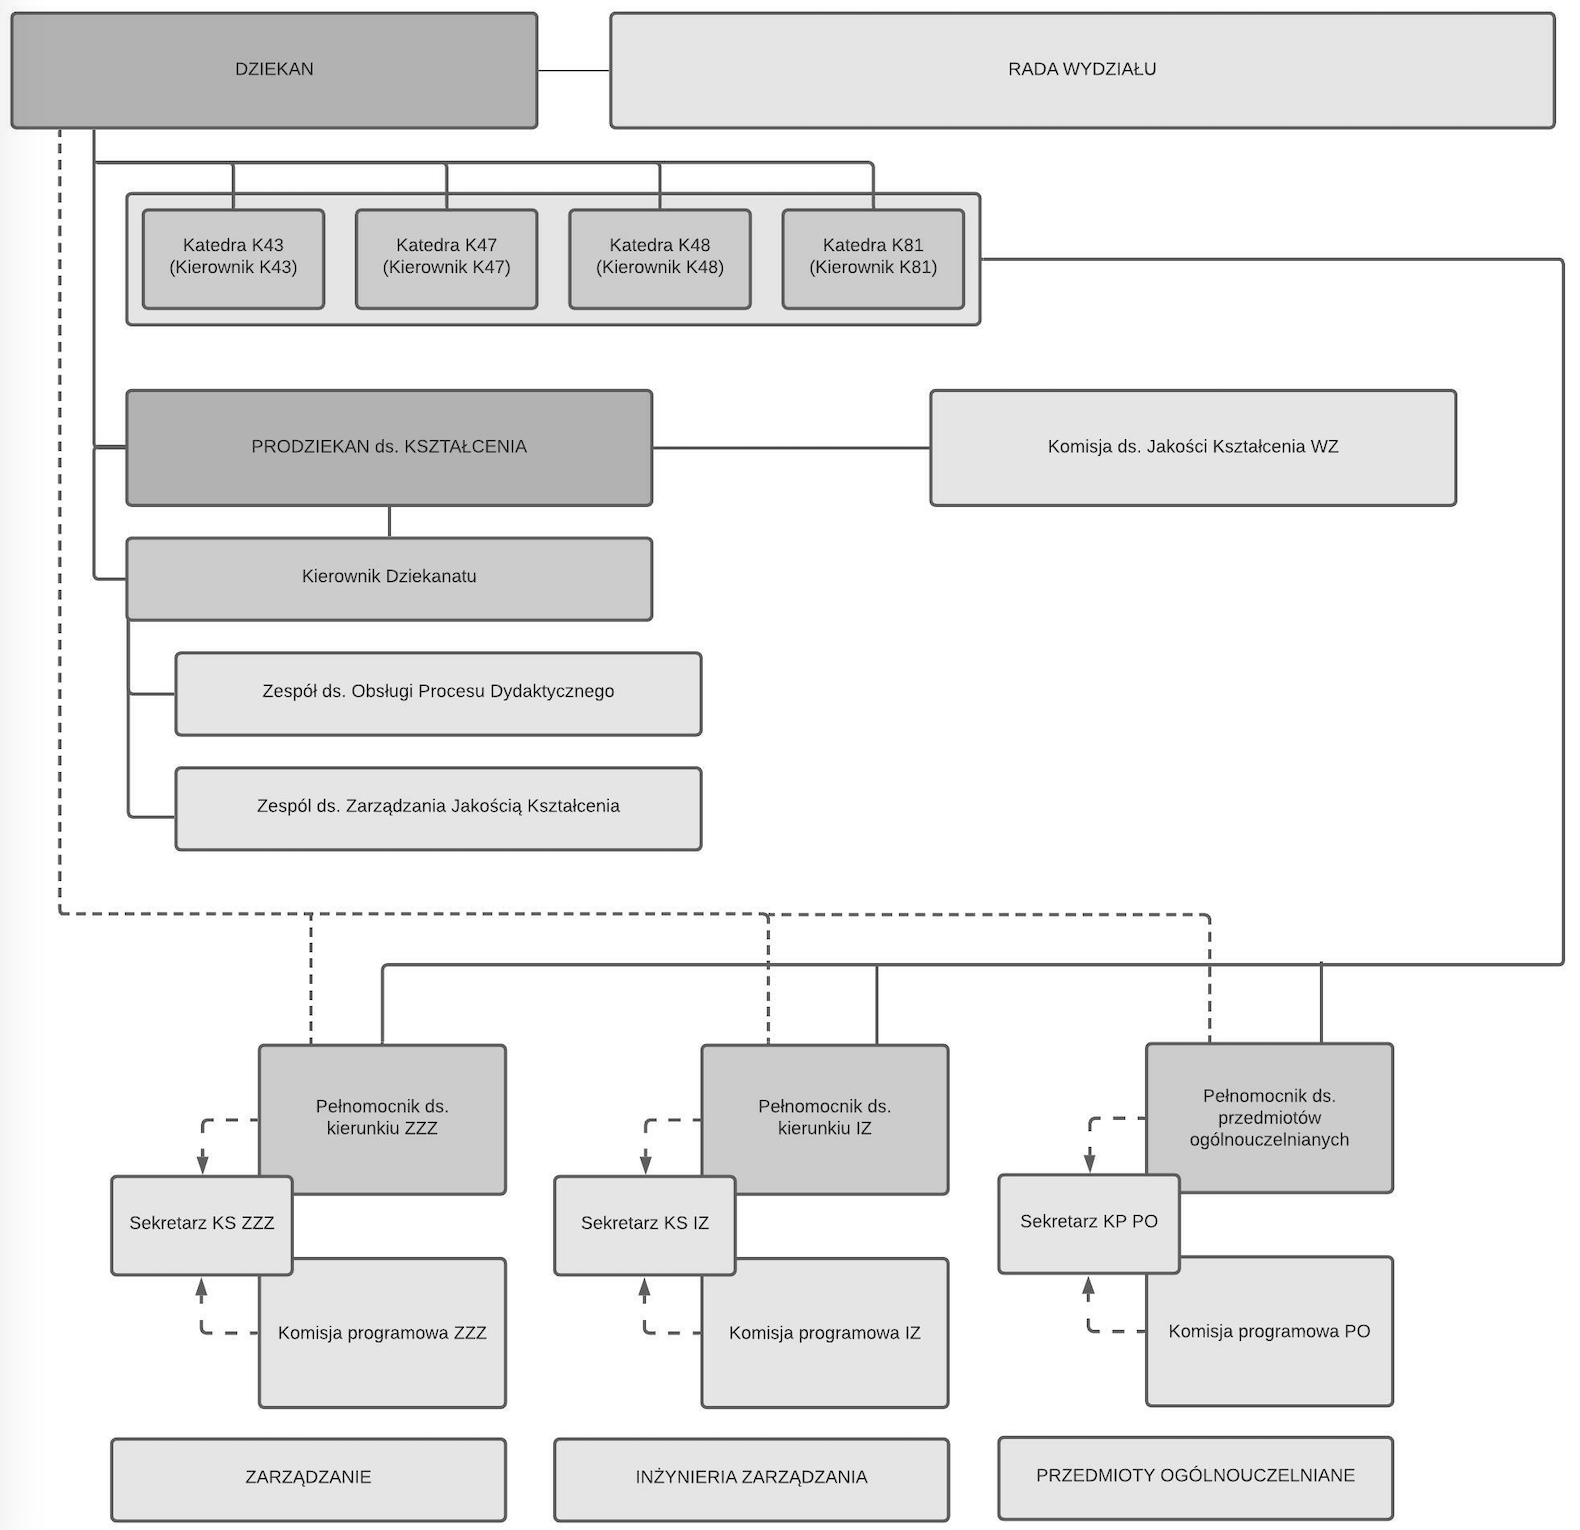 DZIEKAN
RADA WYDZIAŁU
Katedra K43
(Kierownik K43)
Katedra K47
(Kierownik K47)
Katedra K48
(Kierownik K48)
Katedra K81
(Kierownik K81)
PRODZIEKAN ds. KSZTAŁCENIA
Komisja ds. Jakości Kształcenia WZ
Kierownik Dziekanatu
Zespół ds. Obsługi Procesu Dydaktycznego
Zespól ds. Zarządzania Jakością Kształcenia
Pełnomocnik ds.
kierunkiu ZZZ
Pełnomocnik ds.
kierunkiu IZ
Pełnomocnik ds.
przedmiotów
ogólnouczelnianych
Sekretarz KS ZZZ
Sekretarz KS IZ
Sekretarz KP PO
Komisja programowa ZZZ
Komisja programowa IZ
Komisja programowa PO
ZARZĄDZANIE
INŻYNIERIA ZARZĄDZANIA
PRZEDMIOTY OGÓLNOUCZELNIANE